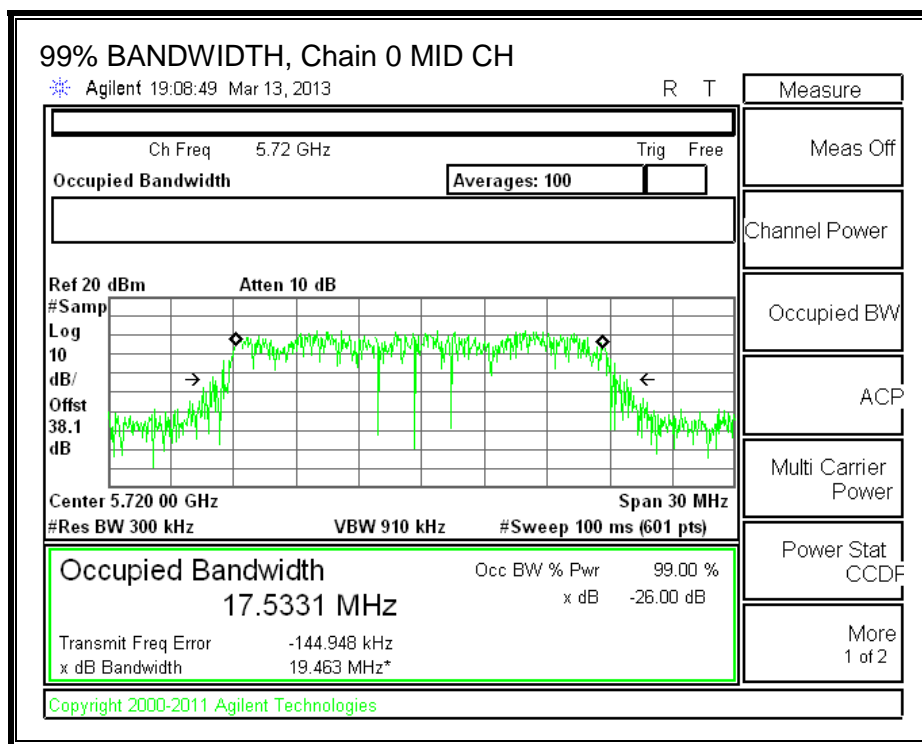 99% BANDWIDTH, Chain 0 MID CH
Agilent 19:08:49 Mar 13, 2013 R T
Measure
Ch Freq 5.72 GHz Trig Free
Meas Off
Occupied Bandwidth Averages: 100
Channel Power
Ref 20 dBm Atten 10 dB
#Samp
Log
10
dB/
Offst
38.1
dB
Occupied BW
ACP
Multi Carrier
Power
Center 5.720 00 GHz Span 30 MHz
#Res BW 300 kHz VBW 910 kHz #Sweep 100 ms (601 pts)
Power Stat
CCDF
Occupied Bandwidth Occ BW % Pwr 99.00 %
17.5331 MHz x dB -26.00 dB
Transmit Freq Error -144.948 kHz
x dB Bandwidth 19.463 MHz*
More
1 of 2
Copyright 2000-2011 Agilent Technologies